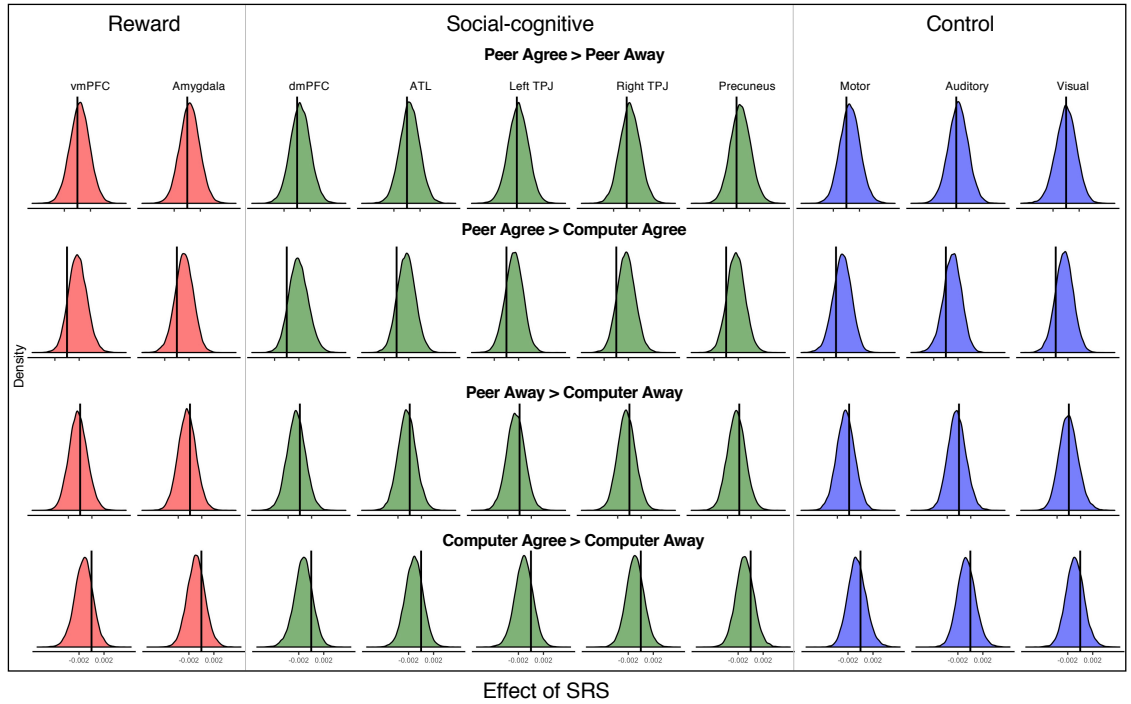 Reward Social-cognitive Control
Peer Agree > Peer Away
vmPFC Amygdala dmPFC ATL Left TPJ Right TPJ Precuneus Motor Auditory Visual
Peer Agree > Computer Agree
Density
Peer Away > Computer Away
Computer Agree > Computer Away
-0.002 0.002 -0.002 0.002 -0.002 0.002 -0.002 0.002 -0.002 0.002 -0.002 0.002 -0.002 0.002 -0.002 0.002 -0.002 0.002 -0.002 0.002
Effect of SRS